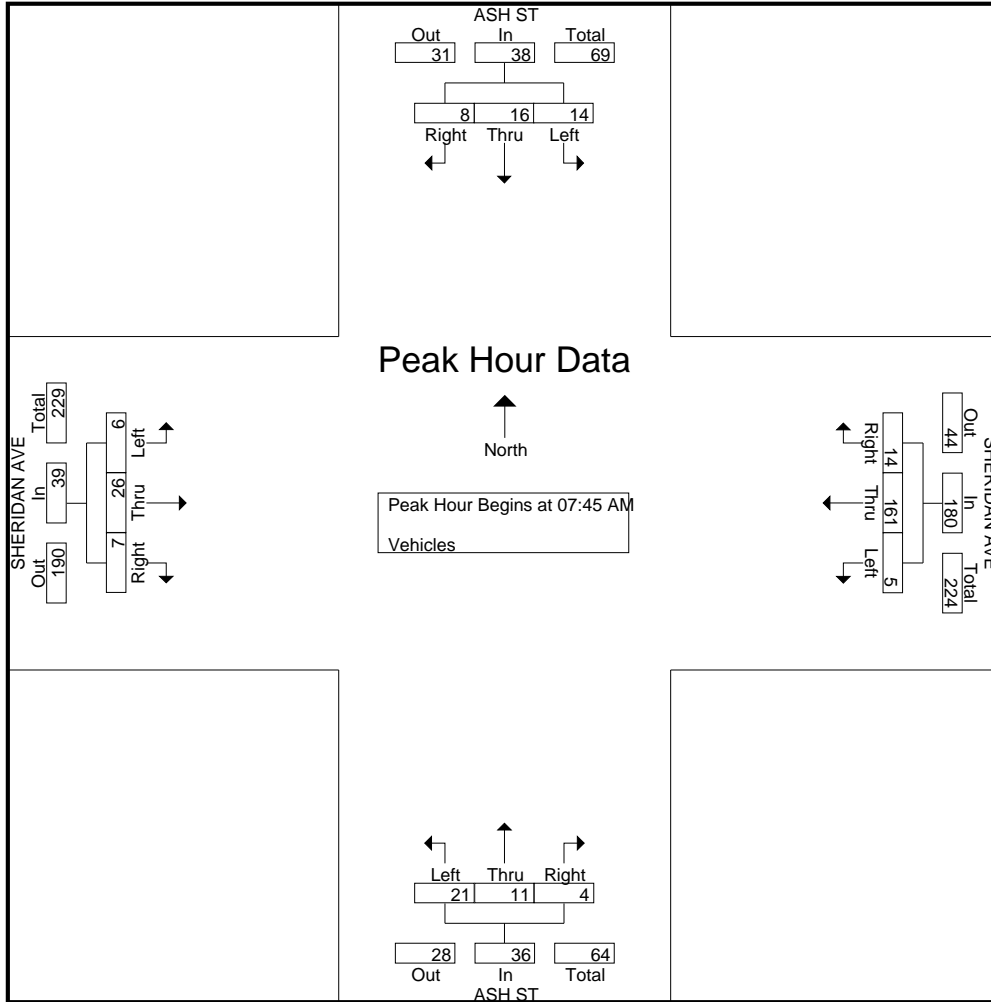 ASH ST
Out In Total
31 38 69
8 16 14
Right Thru Left
Peak Hour Data
North
Peak Hour Begins at 07:45 AM
Vehicles
SHERIDAN AVE
Total In Out
229 39 190
6 26 7
Left Thru Right
Right Thru Left
14 161 5
Out In Total
44 180 224
SHERIDAN AVE
Left Thru Right
21 11 4
28 36 64
Out In Total
ASH ST